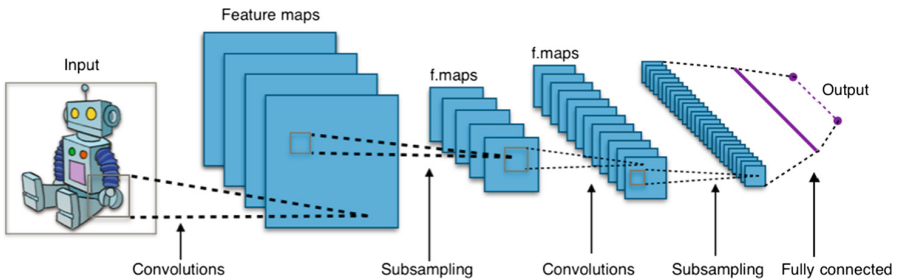 Feature maps
Input
f.maps
f.maps
Output
Convolutions
Subsampling
Convolutions
Subsampling
Fully connected